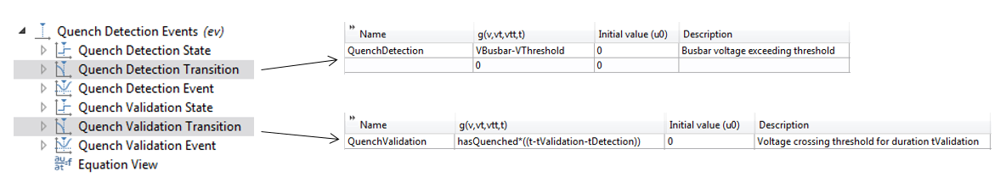 Quench Detection Events (ev)
Quench Detection State
Quench Detection Transition
Quench Detection Event
Quench Validation State
Quench Validation Transition
Quench Validation Event
∂u/∂t=f Equation View
" Name g(v,vt,vtt,t) Initial value (u0) Description
QuenchDetection VBusbar-VThreshold 0 Busbar voltage exceeding threshold
0 0
" Name g(v,vt,vtt,t) Initial value (u0) Description
QuenchValidation hasQuenched*((t-tValidation-tDetection)) 0 Voltage crossing threshold for duration tValidation